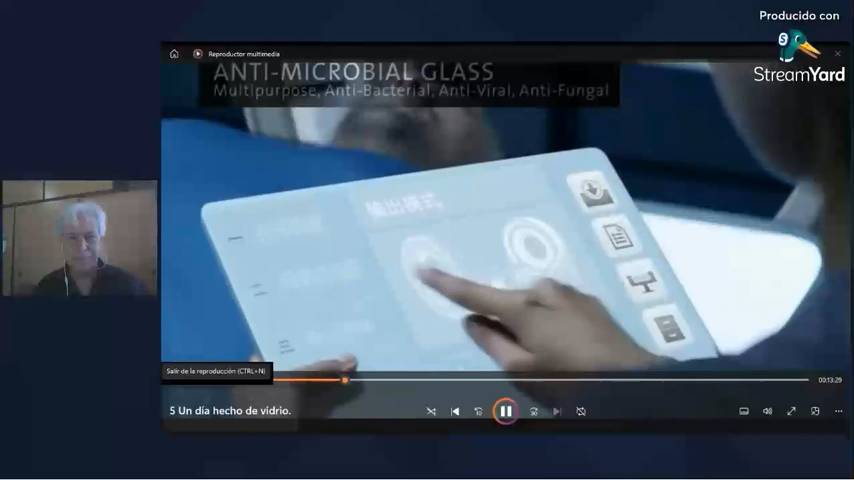 Producido con
StreamYard
Reproductor multimedia
ANTI-MICROBIAL GLASS
Multipurpose, Anti-Bacterial, Anti-Viral, Anti-Fungal
输出模式
Salir de la reproducción (CTRL+N)
00:13:29
5 Un día hecho de vidrio.